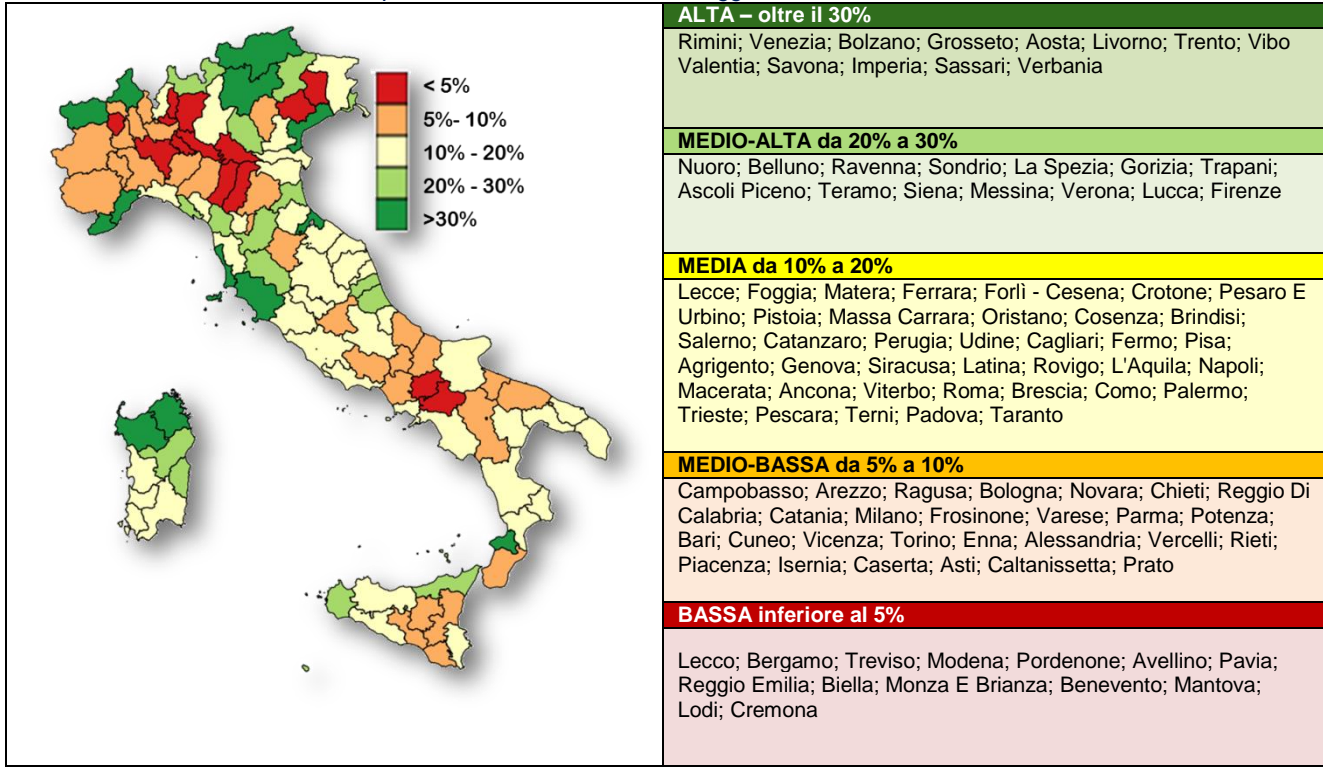 < 5%
5%- 10%
10% - 20%
20% - 30%
>30%
ALTA – oltre il 30%
Rimini; Venezia; Bolzano; Grosseto; Aosta; Livorno; Trento; Vibo
Valentia; Savona; Imperia; Sassari; Verbania
MEDIO-ALTA da 20% a 30%
Nuoro; Belluno; Ravenna; Sondrio; La Spezia; Gorizia; Trapani;
Ascoli Piceno; Teramo; Siena; Messina; Verona; Lucca; Firenze
MEDIA da 10% a 20%
Lecce; Foggia; Matera; Ferrara; Forlì - Cesena; Crotone; Pesaro E
Urbino; Pistoia; Massa Carrara; Oristano; Cosenza; Brindisi;
Salerno; Catanzaro; Perugia; Udine; Cagliari; Fermo; Pisa;
Agrigento; Genova; Siracusa; Latina; Rovigo; L'Aquila; Napoli;
Macerata; Ancona; Viterbo; Roma; Brescia; Como; Palermo;
Trieste; Pescara; Terni; Padova; Taranto
MEDIO-BASSA da 5% a 10%
Campobasso; Arezzo; Ragusa; Bologna; Novara; Chieti; Reggio Di
Calabria; Catania; Milano; Frosinone; Varese; Parma; Potenza;
Bari; Cuneo; Vicenza; Torino; Enna; Alessandria; Vercelli; Rieti;
Piacenza; Isernia; Caserta; Asti; Caltanissetta; Prato
BASSA inferiore al 5%
Lecco; Bergamo; Treviso; Modena; Pordenone; Avellino; Pavia;
Reggio Emilia; Biella; Monza E Brianza; Benevento; Mantova;
Lodi; Cremona